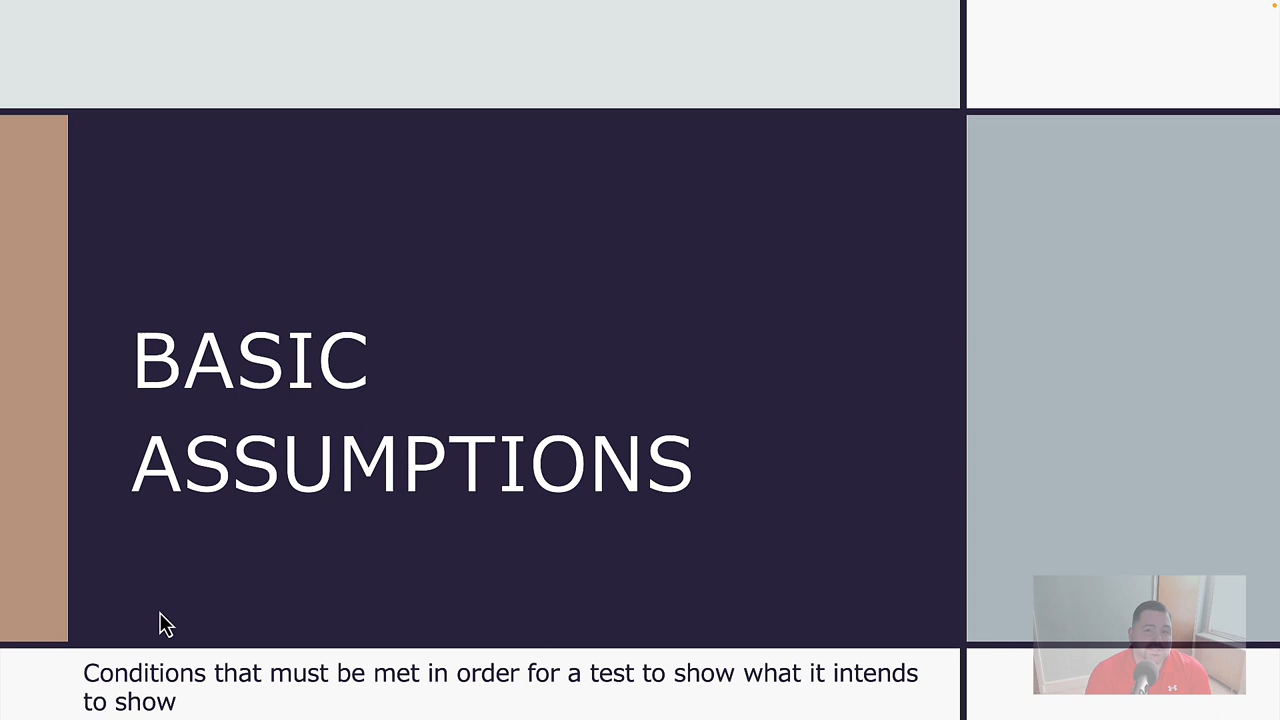 BASIC
ASSUMPTIONS
Conditions that must be met in order for a test to show what it intends
to show